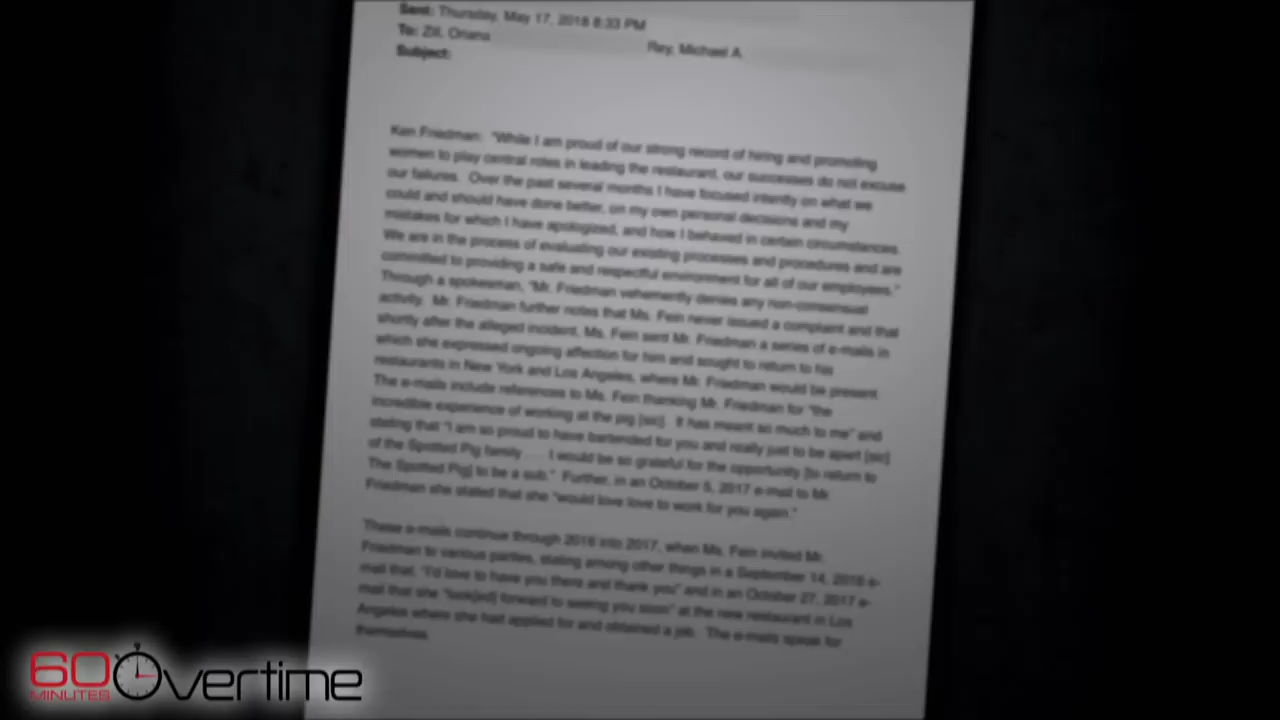 Sent: Thursday, May 17, 2018 8:33 PM
To: Zill, Oriana Rey, Michael A
Subject:
Ken Friedman: "While I am proud of our strong record of hiring and promoting
women to play central roles in leading the restaurant, our successes do not excuse
our failures. Over the past several months I have focused intently on what we
could and should have done better, on my own personal decisions and my
mistakes for which I have apologized, and how I behaved in certain circumstances.
We are in the process of evaluating our existing processes and procedures and are
committed to providing a safe and respectful environment for all of our employees."
Through a spokesman, "Mr. Friedman vehemently denies any non-consensual
activity. Mr. Friedman further notes that Ms. Fein never issued a complaint and that
shortly after the alleged incident, Ms. Fein sent Mr. Friedman a series of e-mails in
which she expressed ongoing affection for him and sought to return to his
restaurants in New York and Los Angeles, where Mr. Friedman would be present.
The e-mails include references to Ms. Fein thanking Mr. Friedman for "the
incredible experience of working at the pig [sic]. It has meant so much to me" and
stating that "I am so proud to have bartended for you and really just to be apart [sic]
of the Spotted Pig family ... I would be so grateful for the opportunity [to return to
The Spotted Pig] to be a sub." Further, in an October 5, 2017 e-mail to Mr.
Friedman she stated that she "would love love to work for you again."
These e-mails continue through 2016 into 2017, when Ms. Fein invited Mr.
Friedman to various parties, stating among other things in a September 14, 2016 e-
mail that, "I'd love to have you there and thank you" and in an October 27, 2017 e-
mail that she "look[ed] forward to seeing you soon" at the new restaurant in Los
Angeles where she had applied for and obtained a job. The e-mails speak for
themselves.
60 Overtime
MINUTES